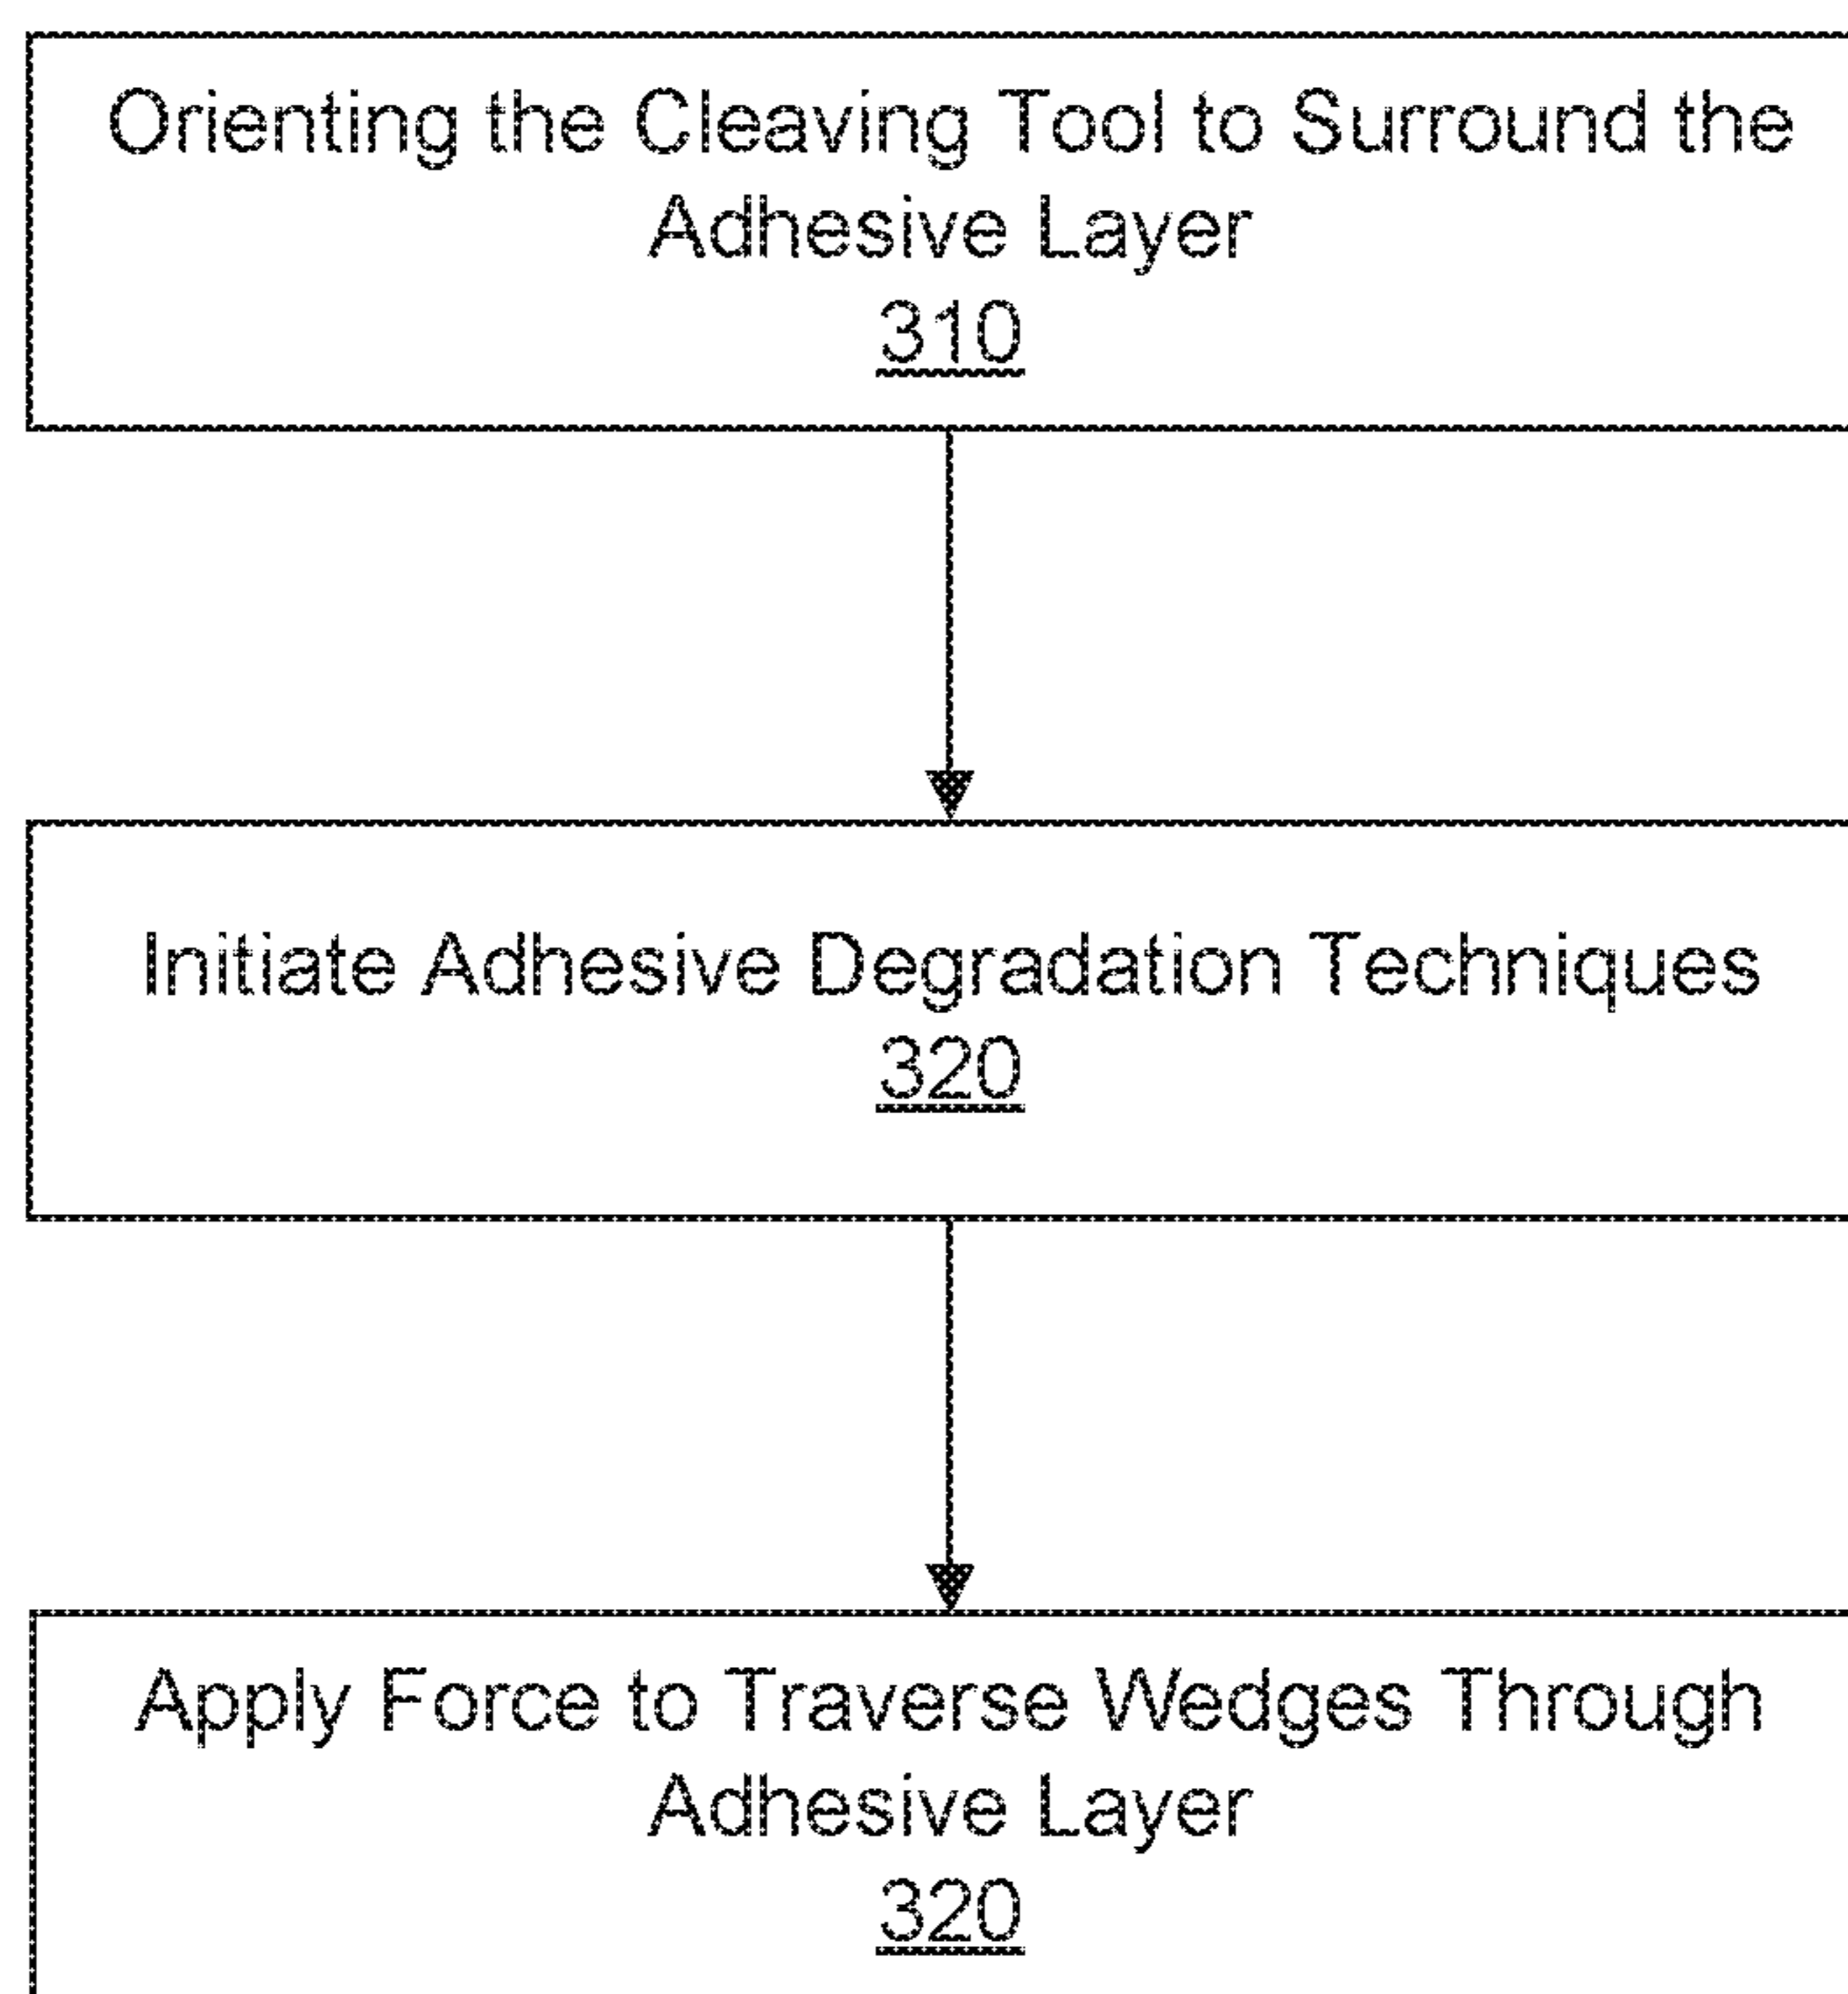 Orienting the Cleaving Tool to Surround the
Adhesive Layer
310
Initiate Adhesive Degradation Techniques
320
Apply Force to Traverse Wedges Through
Adhesive Layer
320